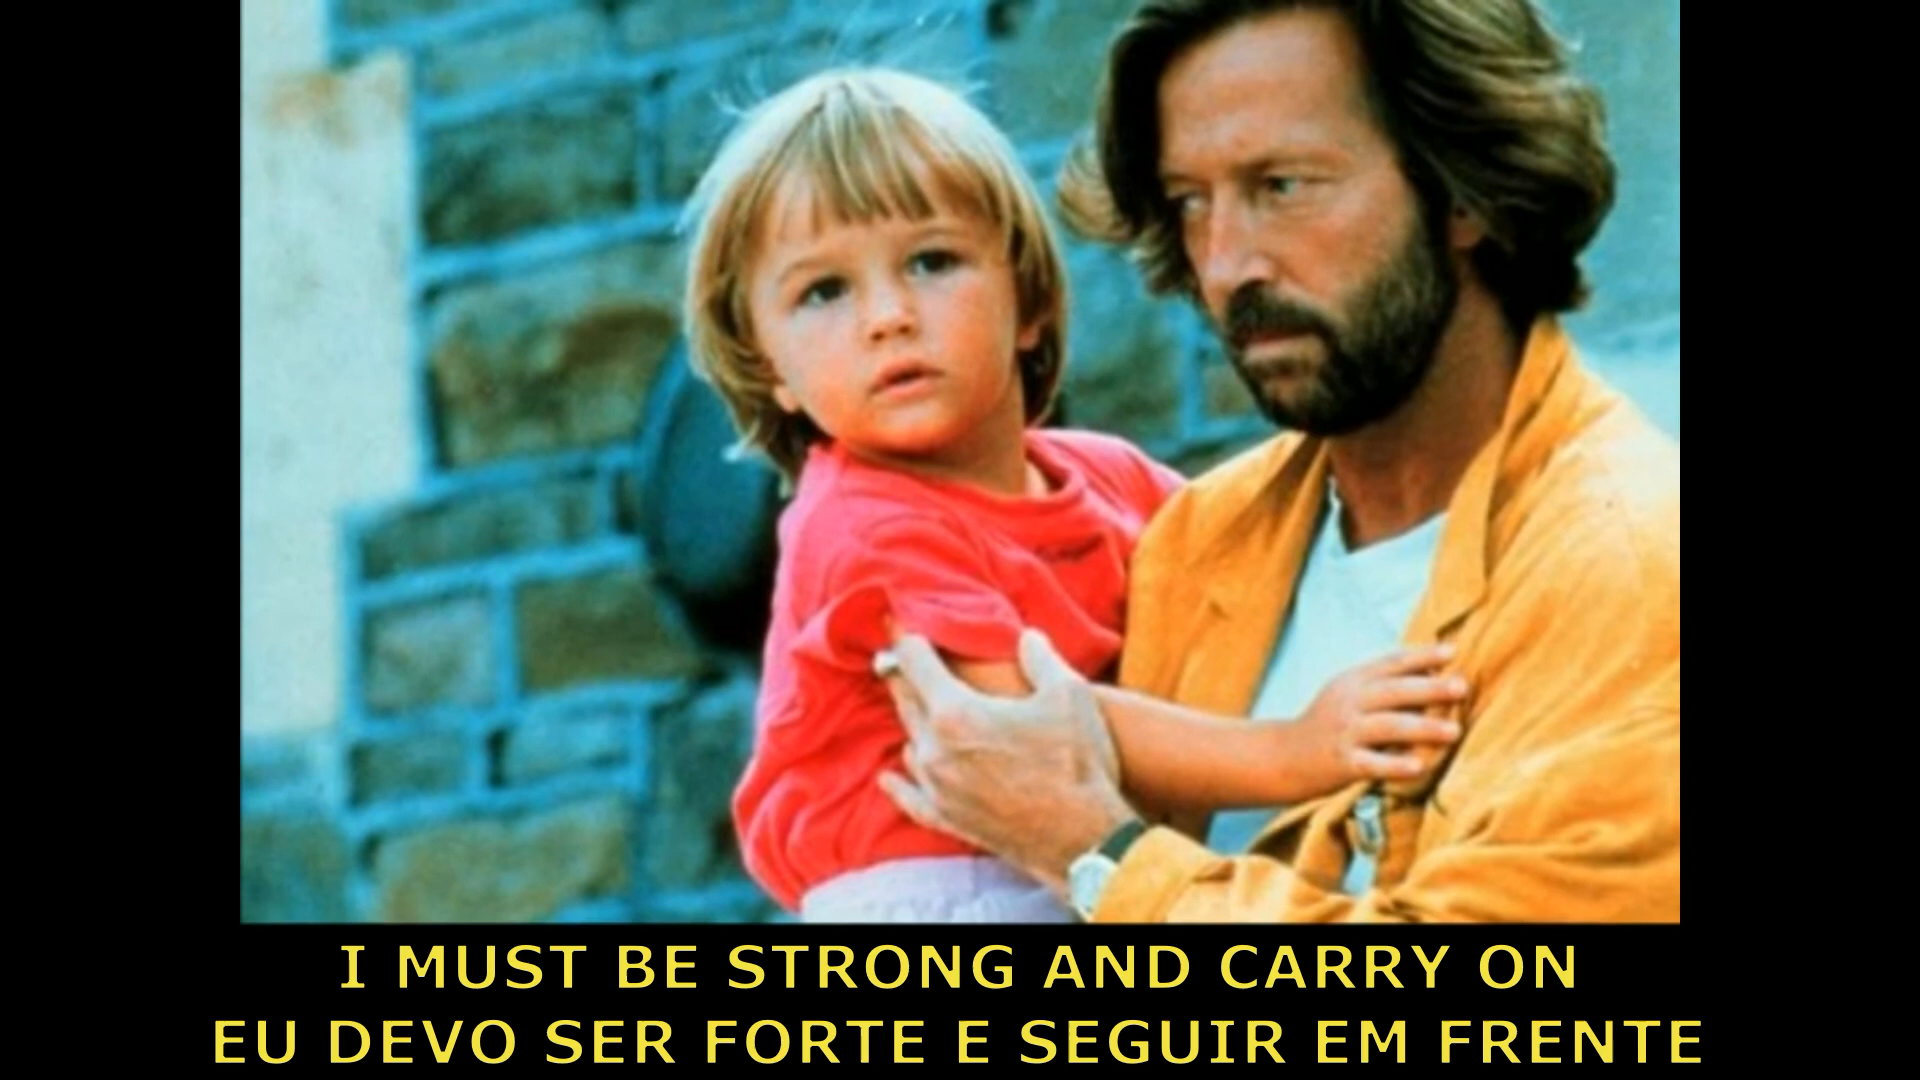 I MUST BE STRONG AND CARRY ON
EU DEVO SER FORTE E SEGUIR EM FRENTE